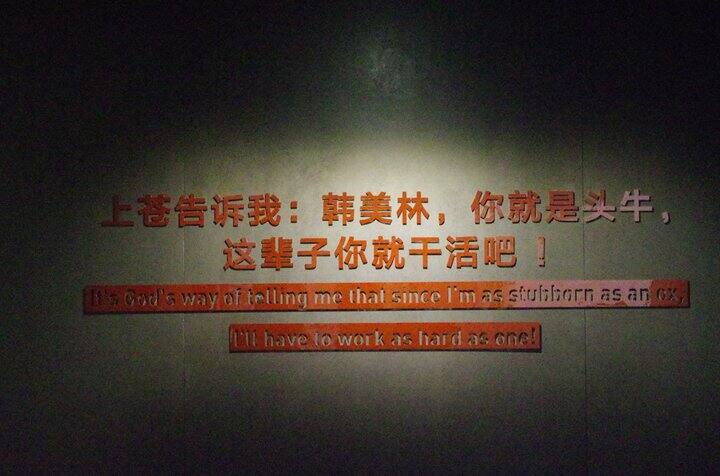 上苍告诉我：韩美林，你就是头牛，
这辈子你就干活吧！
It's God's way of telling me that since I'm as stubborn as an ox,
I'll have to work as hard as one!